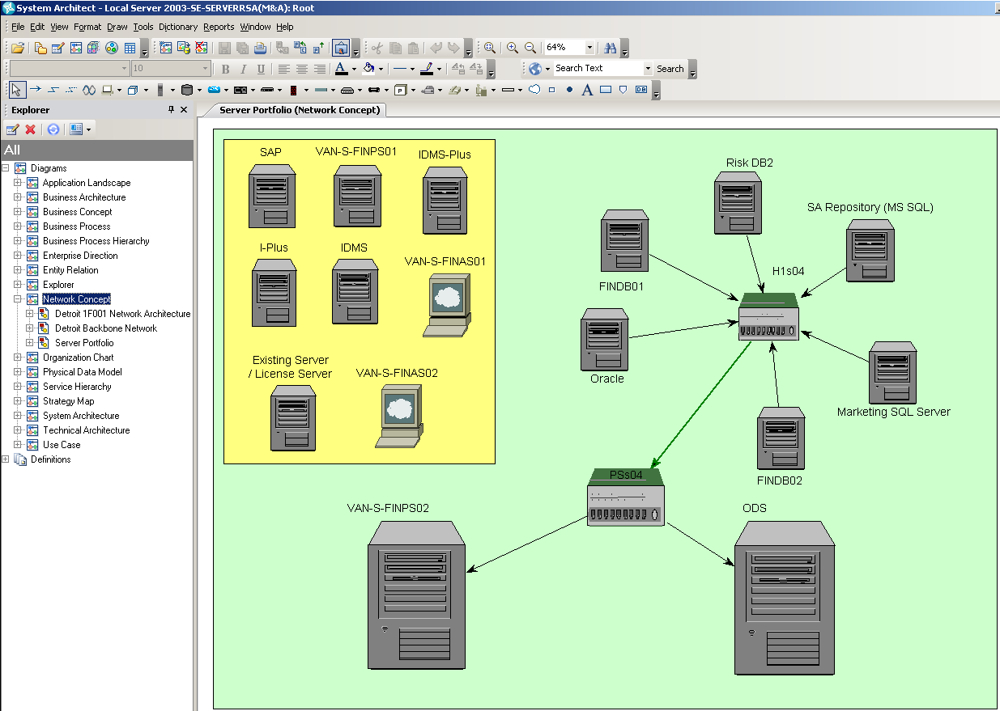 System Architect - Local Server 2003-SE-SERVERRSA(M&A): Root
File Edit View Format Draw Tools Dictionary Reports Window Help
64%
10 B I U A Search Text Search
P A DB
Explorer
Server Portfolio (Network Concept)
All
Diagrams
Application Landscape
Business Architecture
Business Concept
Business Process
Business Process Hierarchy
Enterprise Direction
Entity Relation
Explorer
Network Concept
Detroit 1F001 Network Architecture
Detroit Backbone Network
Server Portfolio
Organization Chart
Physical Data Model
Service Hierarchy
Strategy Map
System Architecture
Technical Architecture
Use Case
Definitions
SAP
VAN-S-FINPS01
IDMS-Plus
I-Plus
IDMS
VAN-S-FINAS01
Existing Server
/ License Server
VAN-S-FINAS02
Risk DB2
SA Repository (MS SQL)
FINDB01
H1s04
Oracle
Marketing SQL Server
FINDB02
PSs04
VAN-S-FINPS02
ODS